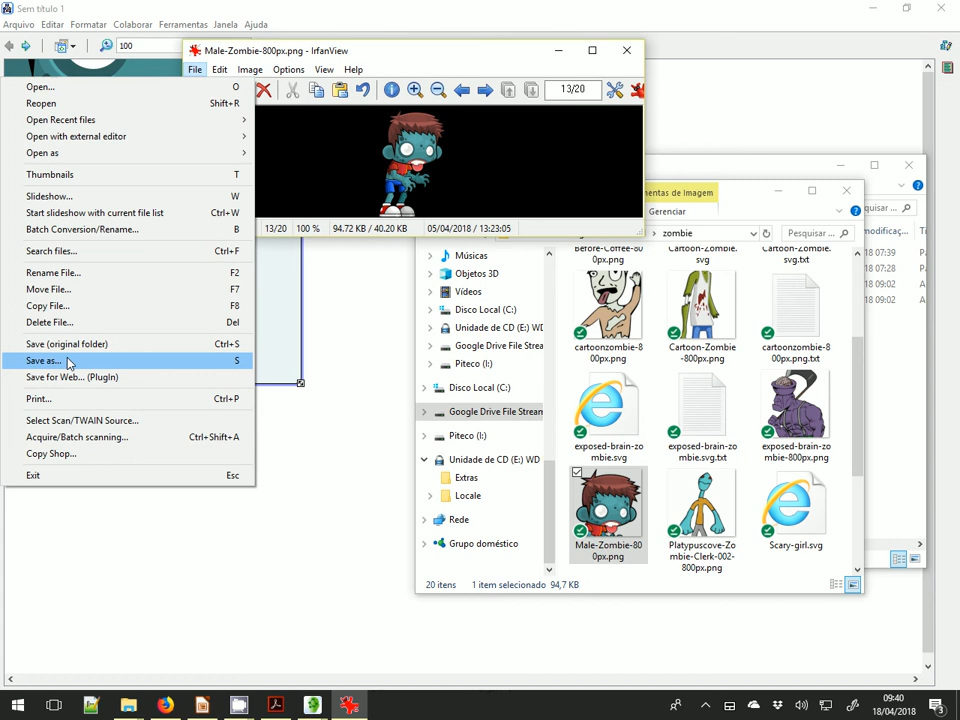 Sem título 1
Arquivo Editar Formatar Colaborar Ferramentas Janela Ajuda
100
Male-Zombie-800px.png - IrfanView
File Edit Image Options View Help
13/20
Open... O
Reopen Shift+R
Open Recent files
Open with external editor
Open as
Thumbnails T
Slideshow... W
Start slideshow with current file list Ctrl+W
Batch Conversion/Rename... B
Search files... Ctrl+F
Rename File... F2
Move File... F7
Copy File... F8
Delete File... Del
Save (original folder) Ctrl+S
Save as... S
Save for Web... (PlugIn)
Print... Ctrl+P
Select Scan/TWAIN Source...
Acquire/Batch scanning... Ctrl+Shift+A
Copy Shop...
Exit Esc
13/20 100 % 94.72 KB / 40.20 KB 05/04/2018 / 13:23:05
mentas de Imagem
Gerenciar
zombie
Pesquisar ...
Músicas
Objetos 3D
Vídeos
Disco Local (C:)
Unidade de CD (E:) WD
Google Drive File Strea
Piteco (I:)
Disco Local (C:)
Google Drive File Stream
Piteco (I:)
Unidade de CD (E:) WD
Extras
Locale
Rede
Grupo doméstico
Before-Coffee-800px.png
Cartoon-Zombie.svg
Cartoon-Zombie.svg.txt
cartoonzombie-800px.png
Cartoon-Zombie-800px.png
cartoonzombie-800px.png.txt
exposed-brain-zombie.svg
exposed-brain-zombie.svg.txt
exposed-brain-zombie-800px.png
Male-Zombie-800px.png
Platypuscove-Zombie-Clerk-002-800px.png
Scary-girl.svg
20 itens 1 item selecionado 94,7 KB
quisar ...
modificaç...
18 07:39
18 07:28
18 09:02
18 09:02
09:40
18/04/2018
3